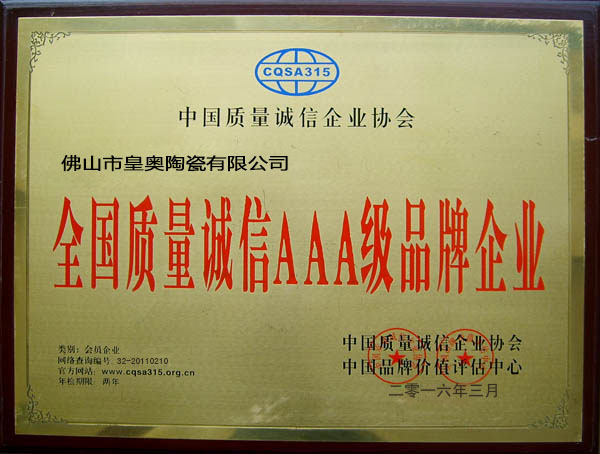 CQSA315
中国质量诚信企业协会
佛山市皇奥陶瓷有限公司
全国质量诚信AAA级品牌企业
类别：会员企业
网络查询编号：32-20110210
官方网站：www.cqsa315.org.cn
年检期限：两年
中国质量诚信企业协会
中国品牌价值评估中心
二零一六年三月